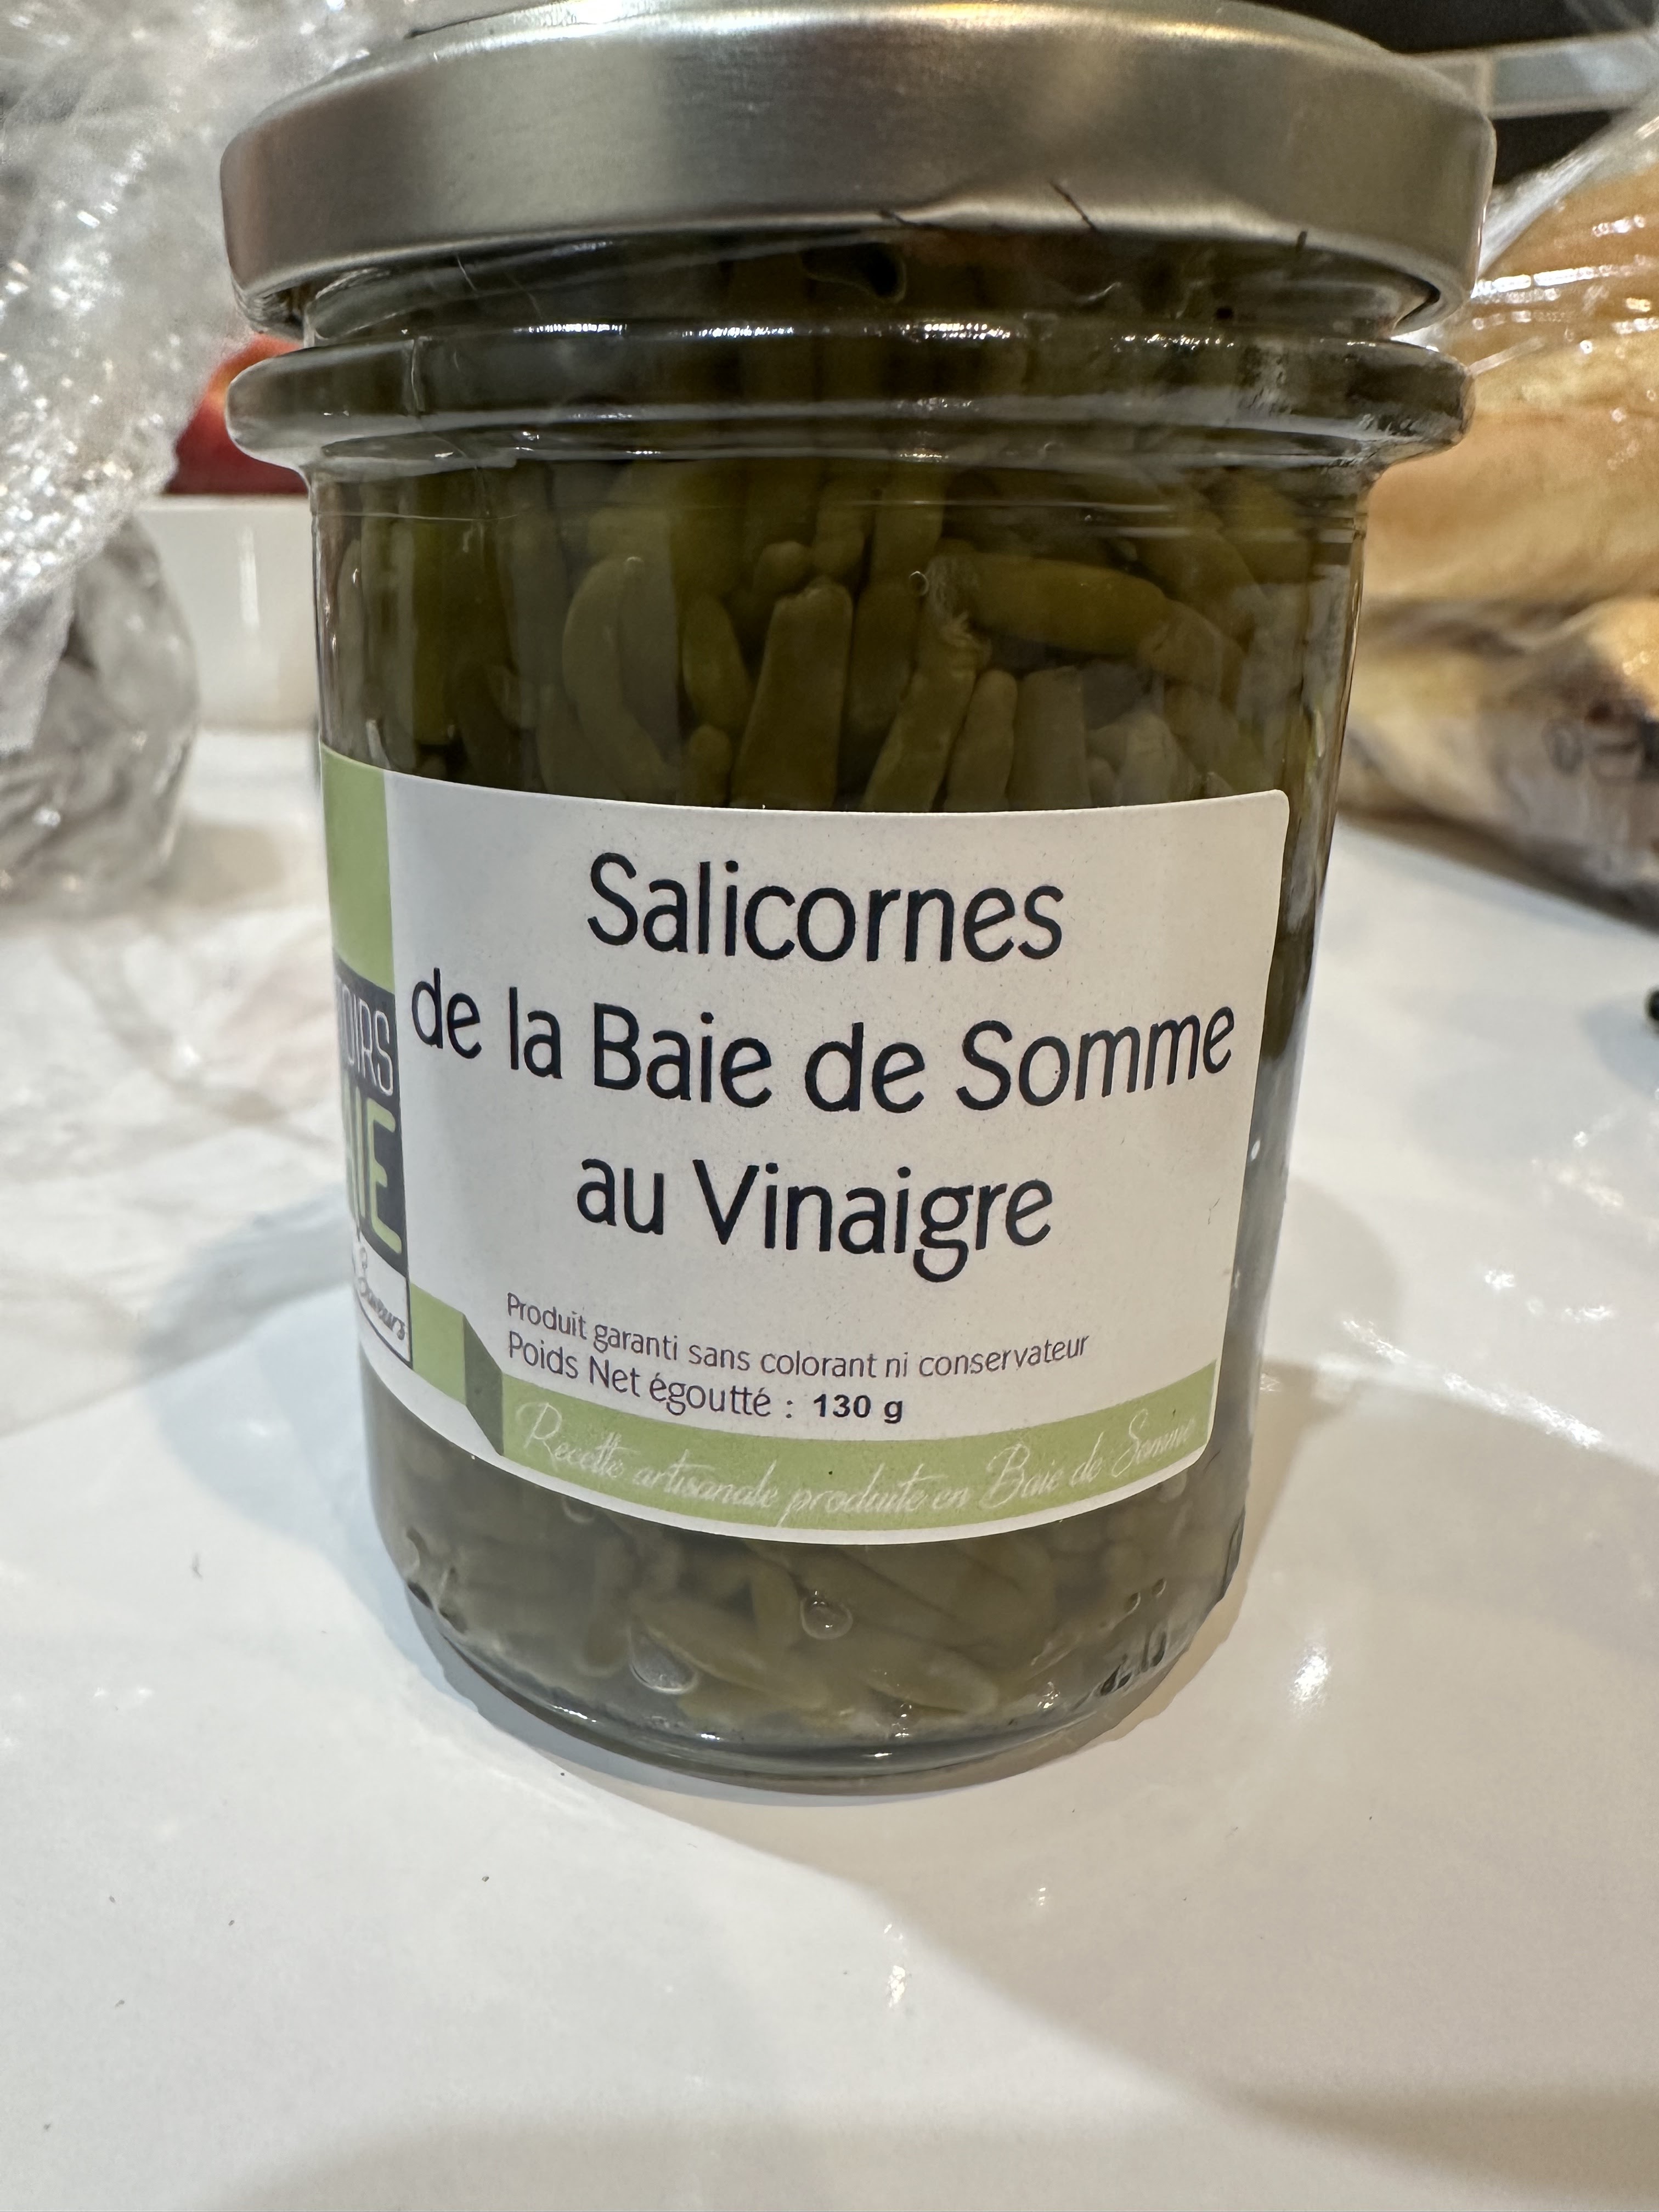 Salicornes
de la Baie de Somme
au Vinaigre
Produit garanti sans colorant ni conservateur
Poids Net égoutté : 130 g
Recette artisanale produite en Baie de Somme
Saveurs